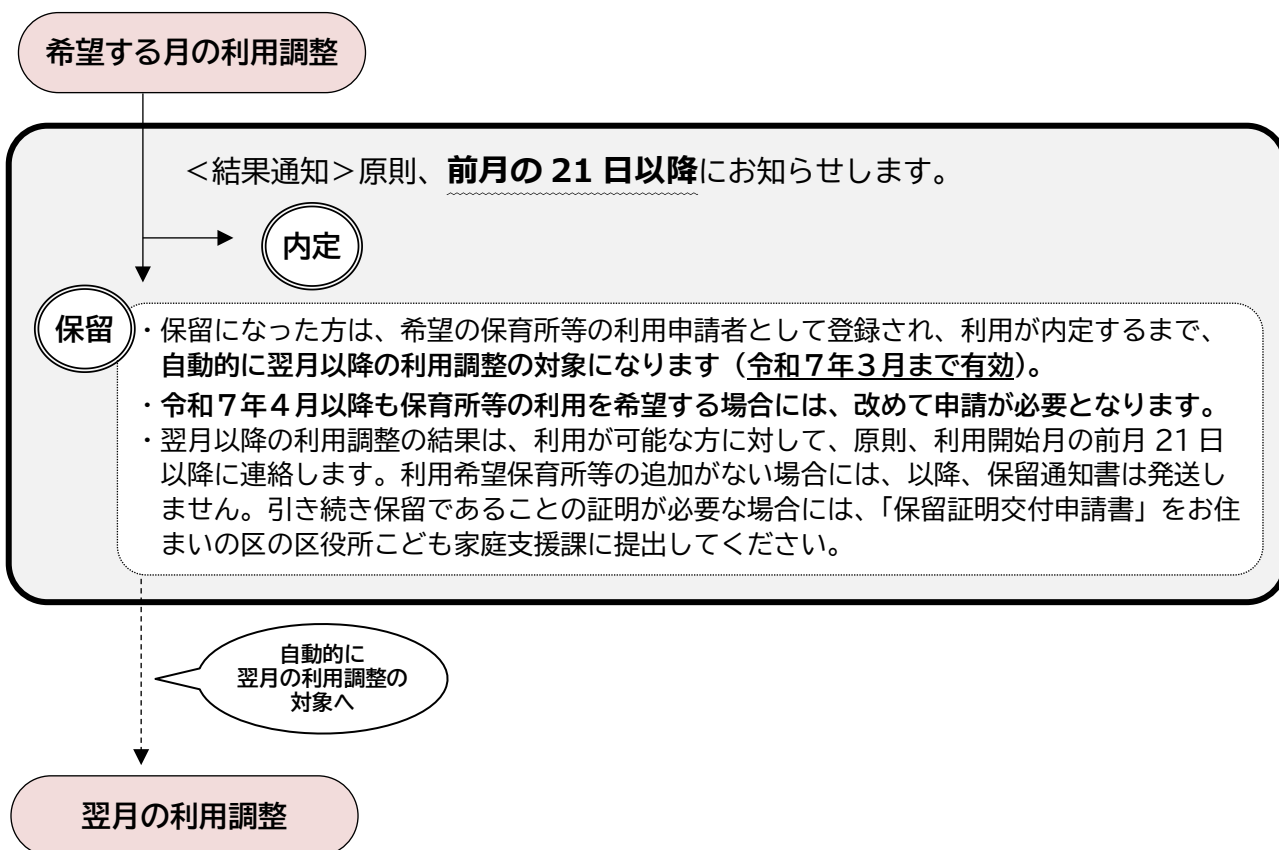 希望する月の利用調整
＜結果通知＞原則、前月の 21 日以降にお知らせします。
内定
保留
・保留になった方は、希望の保育所等の利用申請者として登録され、利用が内定するまで、
自動的に翌月以降の利用調整の対象になります（令和７年３月まで有効）。
・令和７年４月以降も保育所等の利用を希望する場合には、改めて申請が必要となります。
・翌月以降の利用調整の結果は、利用が可能な方に対して、原則、利用開始月の前月 21 日
以降に連絡します。利用希望保育所等の追加がない場合には、以降、保留通知書は発送し
ません。引き続き保留であることの証明が必要な場合には、「保留証明交付申請書」をお住
まいの区の区役所こども家庭支援課に提出してください。
自動的に
翌月の利用調整の
対象へ
翌月の利用調整